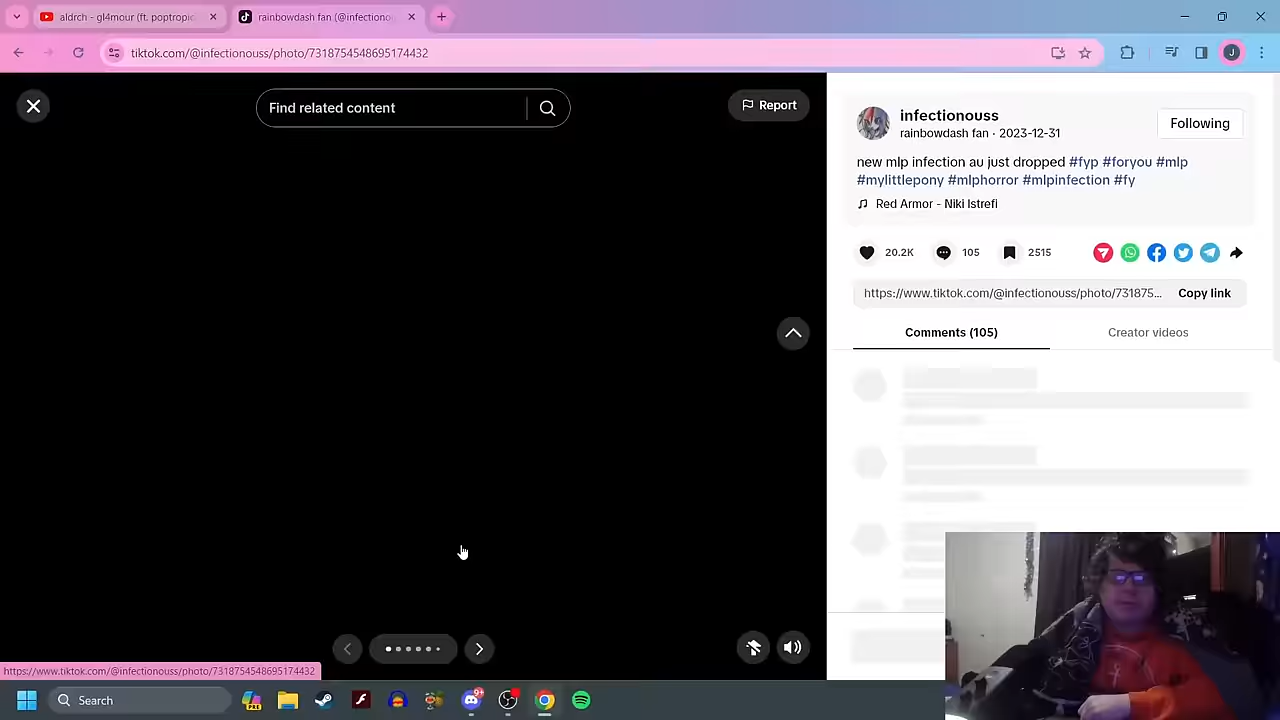 aldrch - gl4mour (ft. poptropic
rainbowdash fan (@infectiono
tiktok.com/@infectionouss/photo/7318754548695174432
J
Find related content
Report
infectionouss
rainbowdash fan · 2023-12-31
Following
new mlp infection au just dropped #fyp #foryou #mlp
#mylittlepony #mlphorror #mlpinfection #fy
Red Armor - Niki Istrefi
20.2K
105
2515
https://www.tiktok.com/@infectionouss/photo/731875...
Copy link
Comments (105)
Creator videos
https://www.tiktok.com/@infectionouss/photo/7318754548695174432
Search
9+